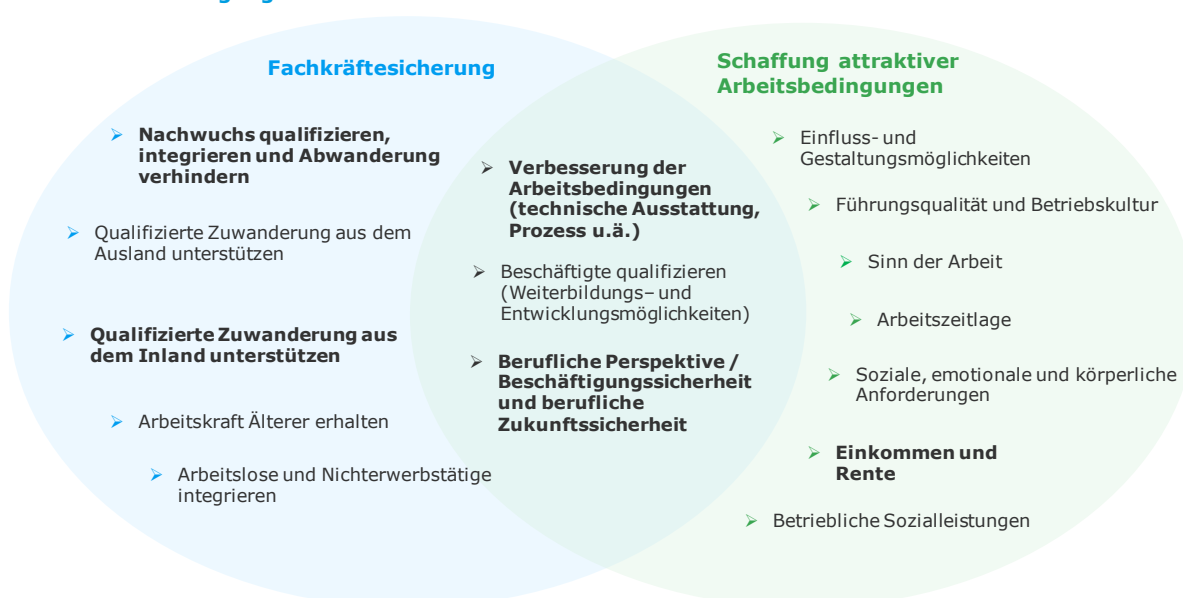 Fachkräftesicherung
➢ Nachwuchs qualifizieren,
integrieren und Abwanderung
verhindern
➢ Qualifizierte Zuwanderung aus dem
Ausland unterstützen
➢ Qualifizierte Zuwanderung aus
dem Inland unterstützen
➢ Arbeitskraft Älterer erhalten
➢ Arbeitslose und Nichterwerbstätige
integrieren
➢ Verbesserung der
Arbeitsbedingungen
(technische Ausstattung,
Prozess u.ä.)
➢ Beschäftigte qualifizieren
(Weiterbildungs– und
Entwicklungsmöglichkeiten)
➢ Berufliche Perspektive /
Beschäftigungssicherheit
und berufliche
Zukunftssicherheit
Schaffung attraktiver
Arbeitsbedingungen
➢ Einfluss- und
Gestaltungsmöglichkeiten
➢ Führungsqualität und Betriebskultur
➢ Sinn der Arbeit
➢ Arbeitszeitlage
➢ Soziale, emotionale und körperliche
Anforderungen
➢ Einkommen und
Rente
➢ Betriebliche Sozialleistungen